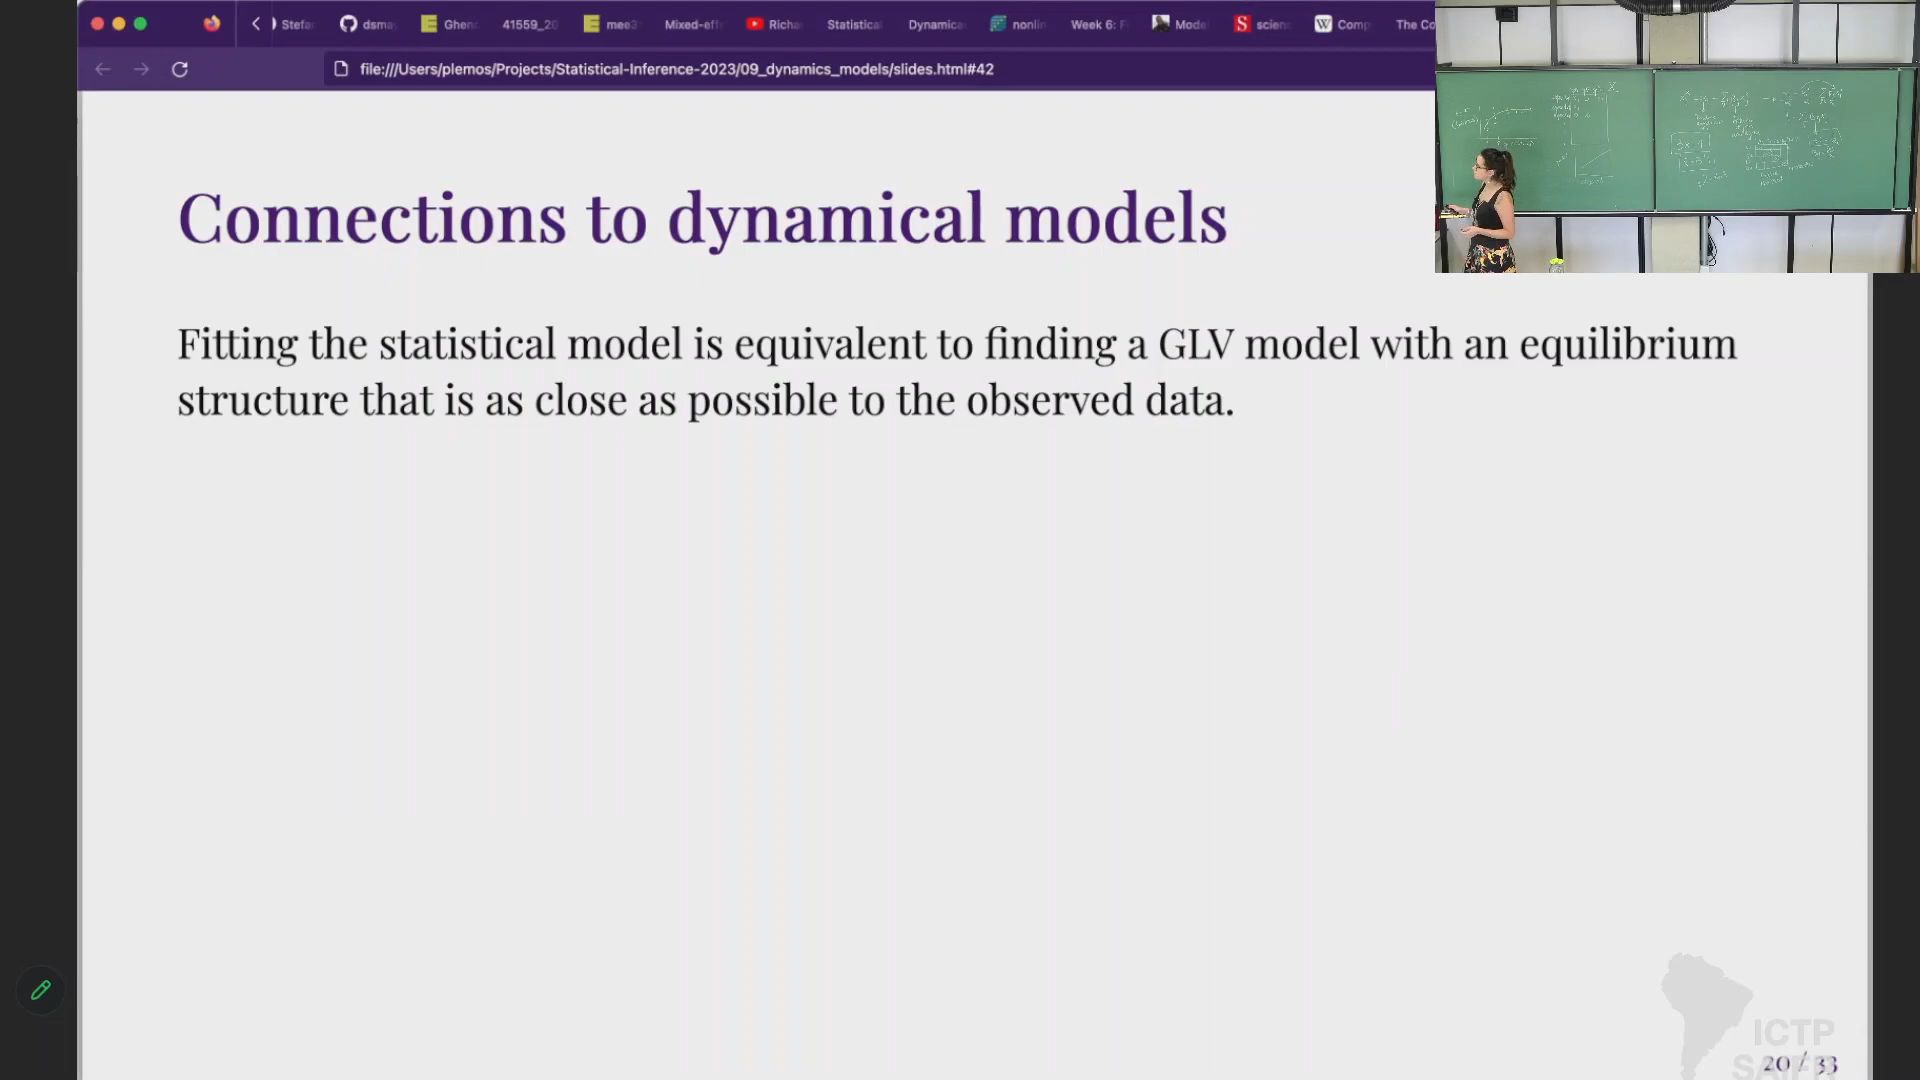 Stefan
dsma
Ghen
41559_20
mee3
Mixed-eff
Richa
Statistical
Dynamica
nonlin
Week 6: F
Mode
scien
Comp
The Co
file:///Users/plemos/Projects/Statistical-Inference-2023/09_dynamics_models/slides.html#42
Connections to dynamical models
Fitting the statistical model is equivalent to finding a GLV model with an equilibrium
structure that is as close as possible to the observed data.
ICTP
20 / 33